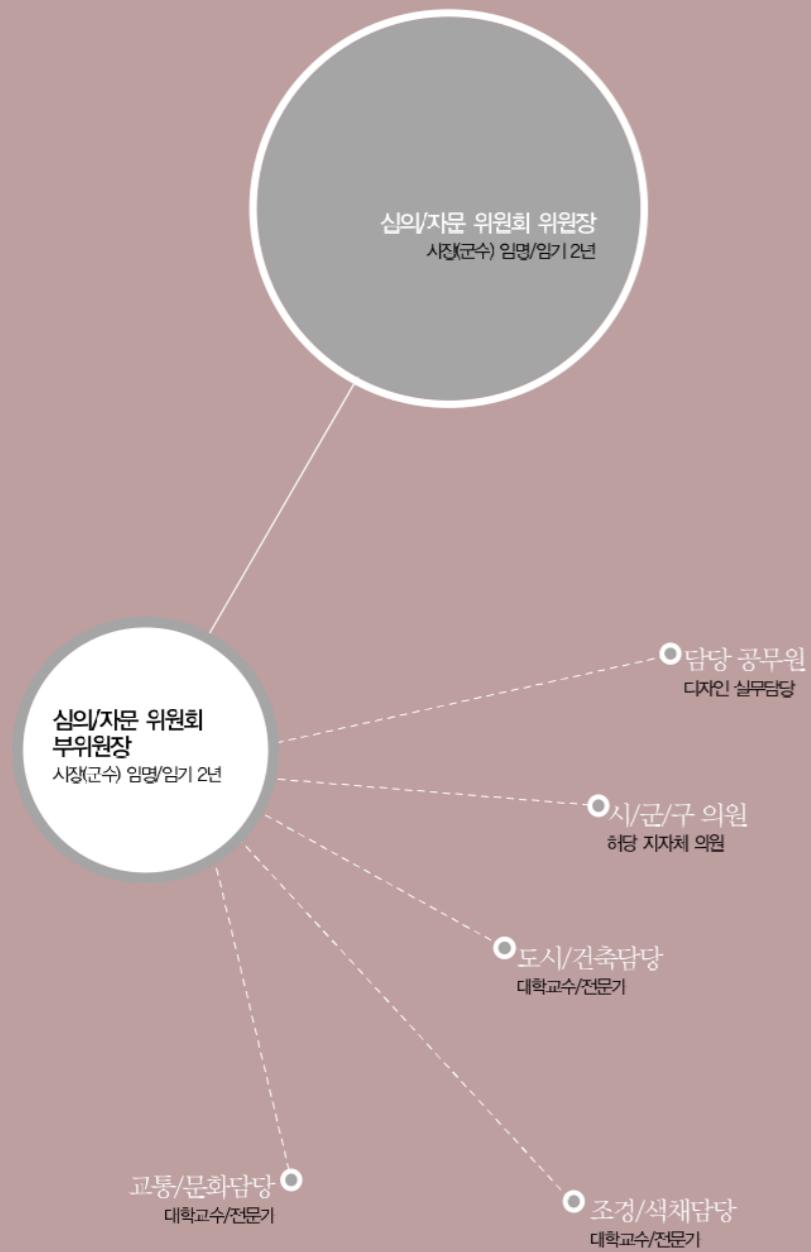 심의/자문 위원회 위원장
시장(군수) 임명/임기 2년
심의/자문 위원회
부위원장
시장(군수) 임명/임기 2년
담당 공무원
디자인 실무담당
시/군/구 의원
허당 지자체 의원
도시/건축담당
대학교수/전문가
교통/문화담당
대학교수/전문가
조경/색채담당
대학교수/전문가